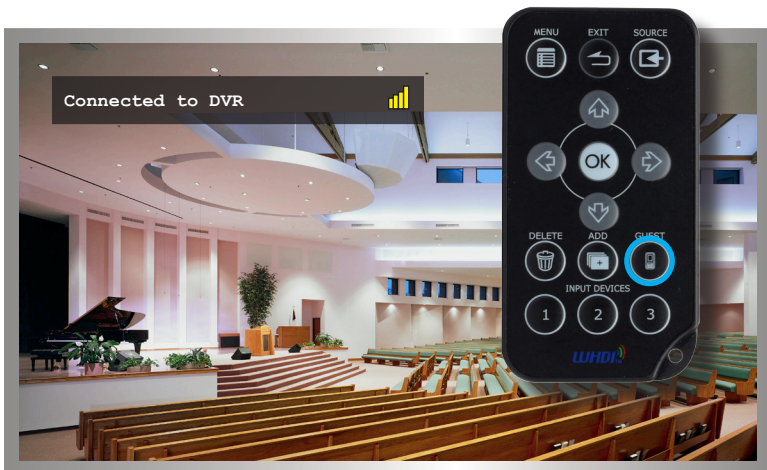 Connected to DVR
MENU EXIT SOURCE
OK
DELETE ADD GUEST
INPUT DEVICES
1 2 3
WHDI